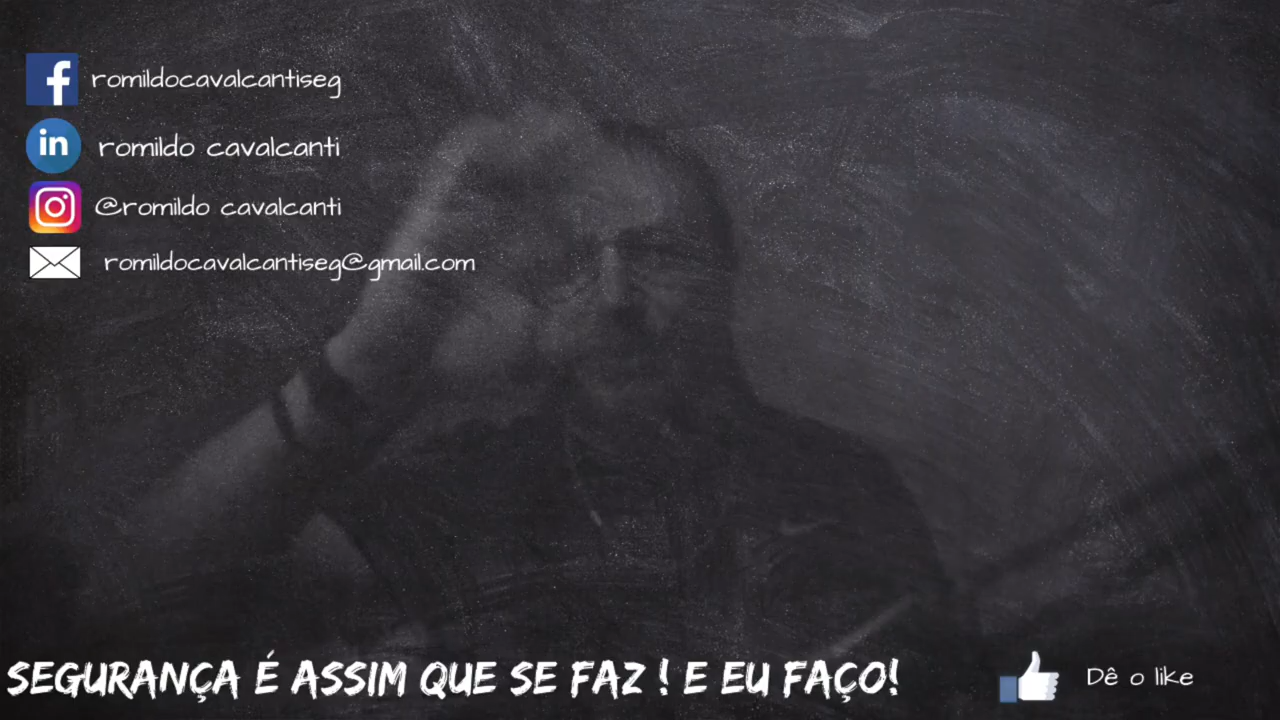 romildocavalcantiseg
romildo cavalcanti
@romildo cavalcanti
romildocavalcantiseg@gmail.com
SEGURANÇA É ASSIM QUE SE FAZ ! E EU FAÇO!
Dê o like